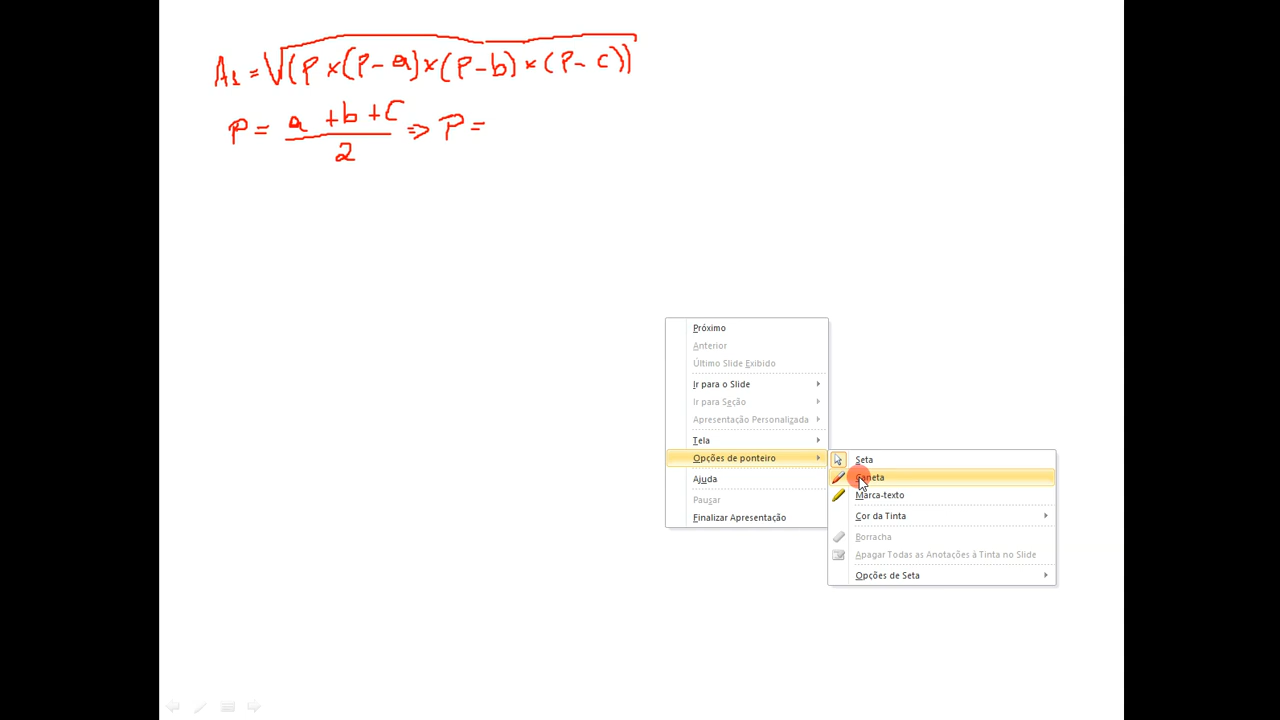 A₁ = √(P×(P-a)×(P-b)×(P-c))
P = a+b+c / 2 => P =
Próximo
Anterior
Último Slide Exibido
Ir para o Slide
Ir para Seção
Apresentação Personalizada
Tela
Opções de ponteiro
Ajuda
Pausar
Finalizar Apresentação
Seta
Caneta
Marca-texto
Cor da Tinta
Borracha
Apagar Todas as Anotações à Tinta no Slide
Opções de Seta